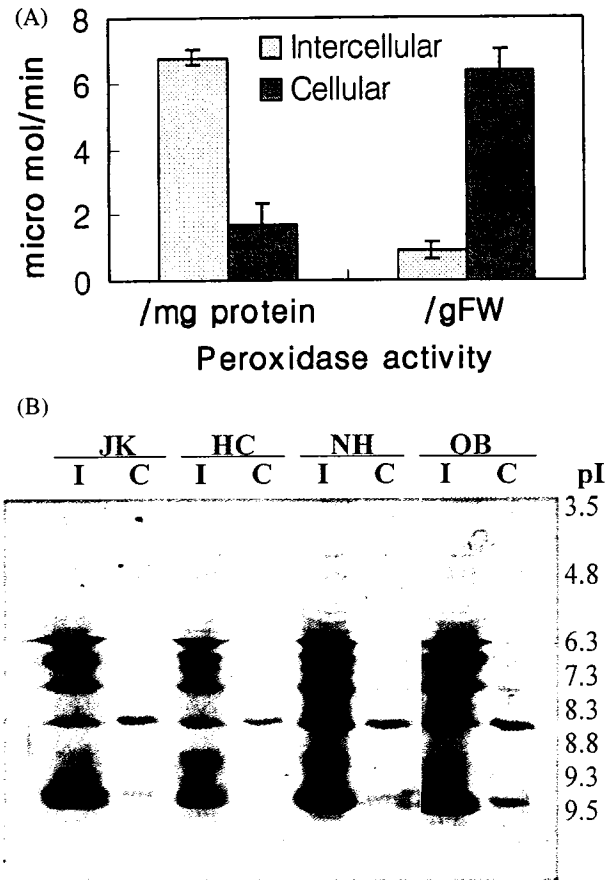 (A)
8
6
4
2
0
micro mol/min
Intercellular
Cellular
/mg protein /gFW
Peroxidase activity
(B)
JK HC NH OB
I C I C I C I C pI
3.5
4.8
6.3
7.3
8.3
8.8
9.3
9.5